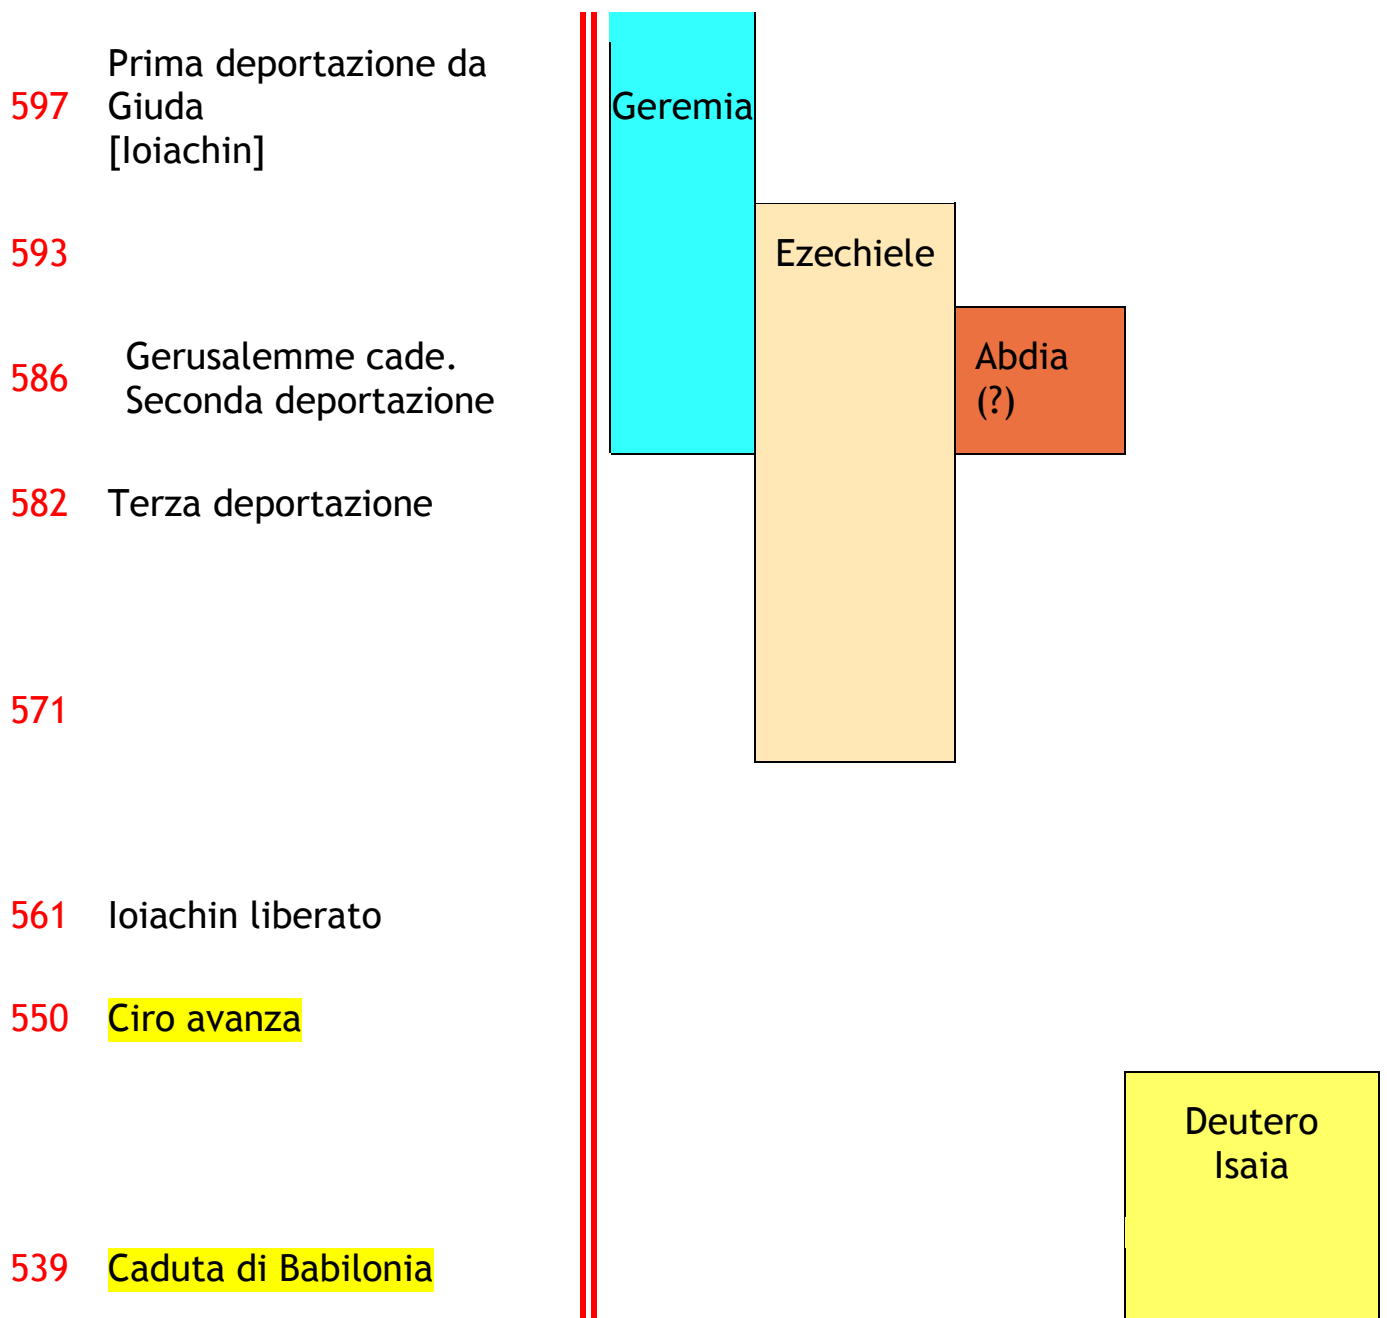 Prima deportazione da
597 Giuda Geremia
[Ioiachin]
593 Ezechiele
586 Gerusalemme cade. Abdia
Seconda deportazione (?)
582 Terza deportazione
571
561 Ioiachin liberato
550 Ciro avanza
Deutero
Isaia
539 Caduta di Babilonia